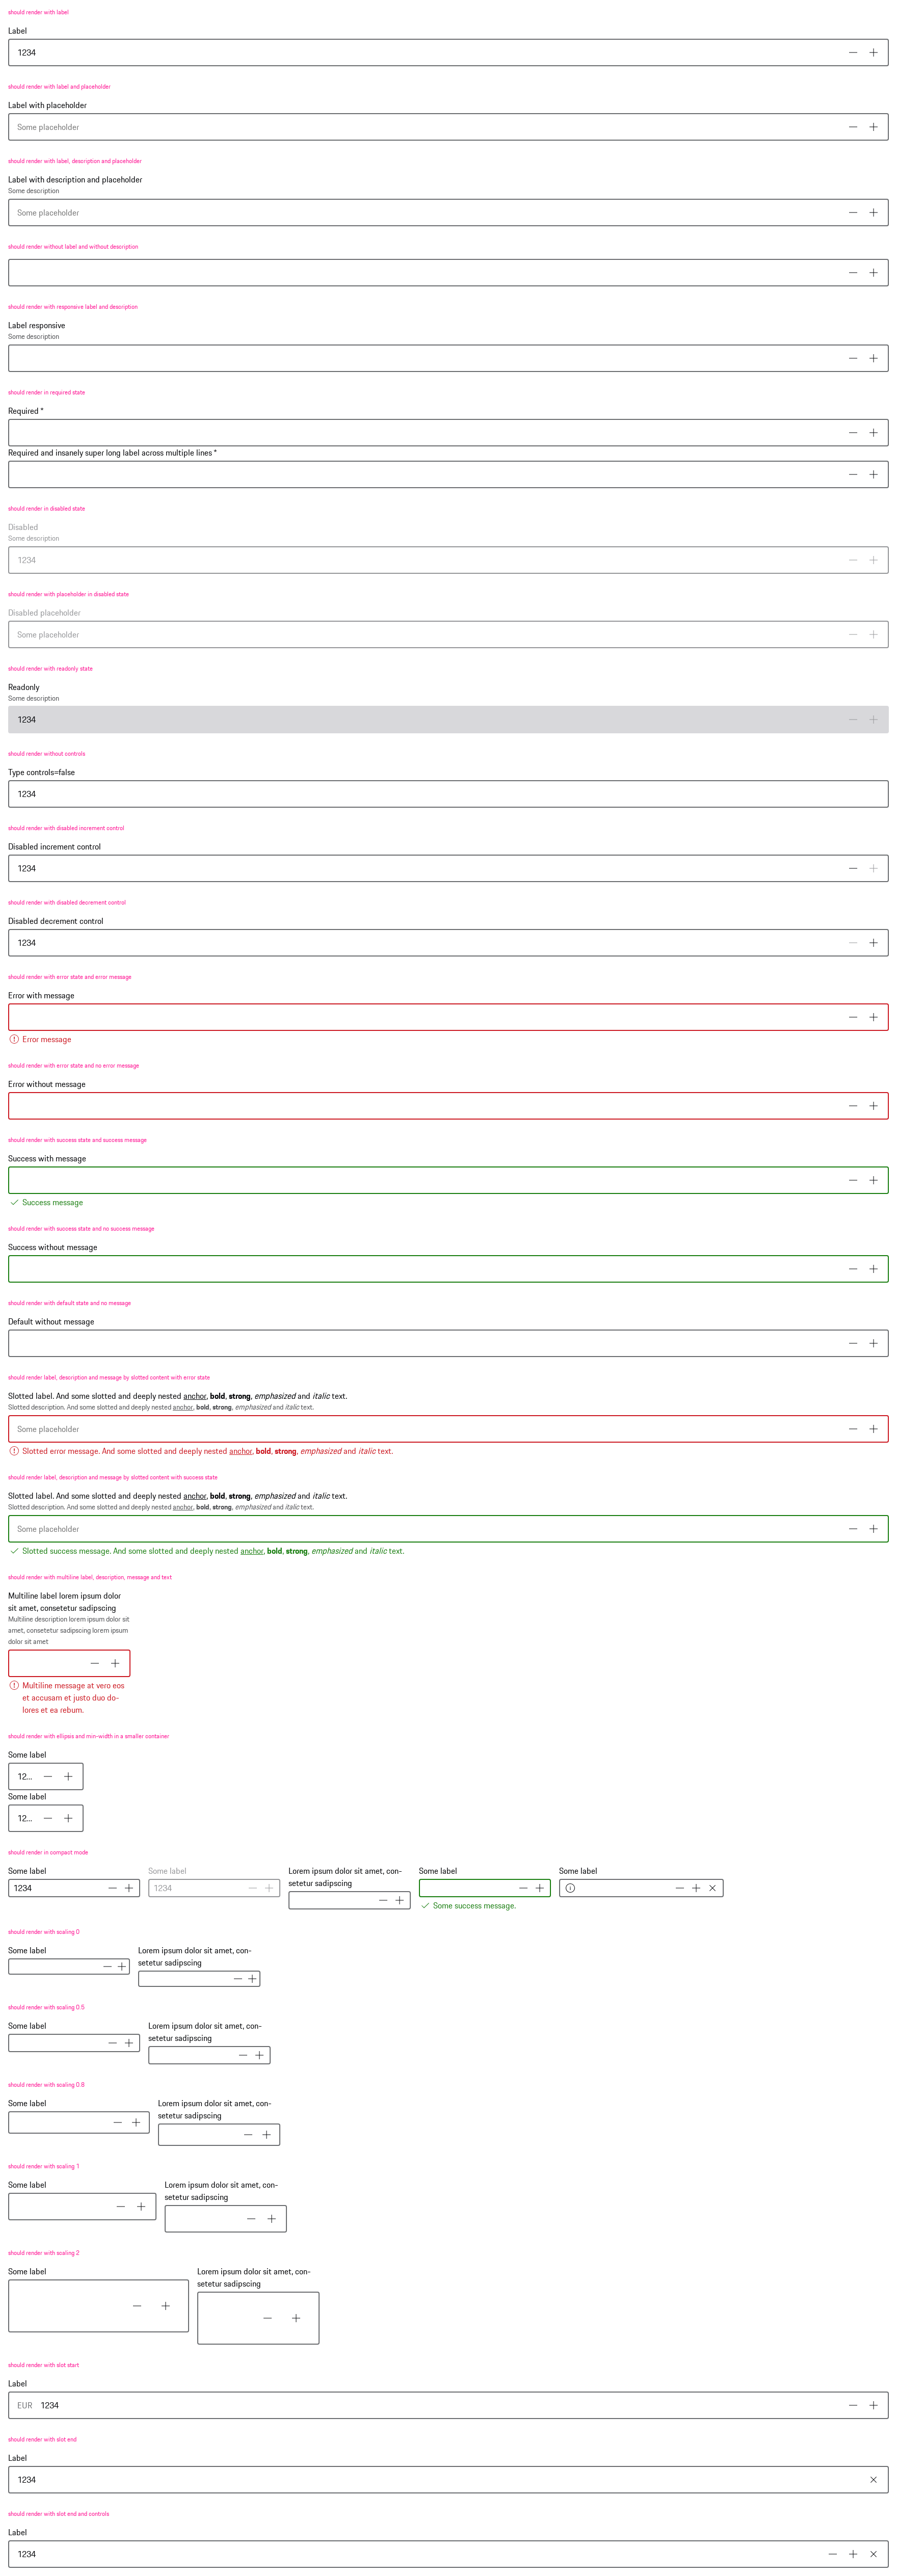 should render with label
Label
1234
should render with label and placeholder
Label with placeholder
Some placeholder
should render with label, description and placeholder
Label with description and placeholder
Some description
Some placeholder
should render without label and without description
should render with responsive label and description
Label responsive
Some description
should render in required state
Required *
Required and insanely super long label across multiple lines *
should render in disabled state
Disabled
Some description
1234
should render with placeholder in disabled state
Disabled placeholder
Some placeholder
should render with readonly state
Readonly
Some description
1234
should render without controls
Type controls=false
1234
should render with disabled increment control
Disabled increment control
1234
should render with disabled decrement control
Disabled decrement control
1234
should render with error state and error message
Error with message
Error message
should render with error state and no error message
Error without message
should render with success state and success message
Success with message
Success message
should render with success state and no success message
Success without message
should render with default state and no message
Default without message
should render label, description and message by slotted content with error state
Slotted label. And some slotted and deeply nested anchor, bold, strong, emphasized and italic text.
Slotted description. And some slotted and deeply nested anchor, bold, strong, emphasized and italic text.
Some placeholder
Slotted error message. And some slotted and deeply nested anchor, bold, strong, emphasized and italic text.
should render label, description and message by slotted content with success state
Slotted label. And some slotted and deeply nested anchor, bold, strong, emphasized and italic text.
Slotted description. And some slotted and deeply nested anchor, bold, strong, emphasized and italic text.
Some placeholder
Slotted success message. And some slotted and deeply nested anchor, bold, strong, emphasized and italic text.
should render with multiline label, description, message and text
Multiline label lorem ipsum dolor
sit amet, consetetur sadipscing
Multiline description lorem ipsum dolor sit
amet, consetetur sadipscing lorem ipsum
dolor sit amet
Multiline message at vero eos
et accusam et justo duo do-
lores et ea rebum.
should render with ellipsis and min-width in a smaller container
Some label
12...
Some label
12...
should render in compact mode
Some label
1234
Some label
1234
Lorem ipsum dolor sit amet, con-
setetur sadipscing
Some label
Some success message.
Some label
should render with scaling 0
Some label
Lorem ipsum dolor sit amet, con-
setetur sadipscing
should render with scaling 0.5
Some label
Lorem ipsum dolor sit amet, con-
setetur sadipscing
should render with scaling 0.8
Some label
Lorem ipsum dolor sit amet, con-
setetur sadipscing
should render with scaling 1
Some label
Lorem ipsum dolor sit amet, con-
setetur sadipscing
should render with scaling 2
Some label
Lorem ipsum dolor sit amet, con-
setetur sadipscing
should render with slot start
Label
EUR 1234
should render with slot end
Label
1234
should render with slot end and controls
Label
1234